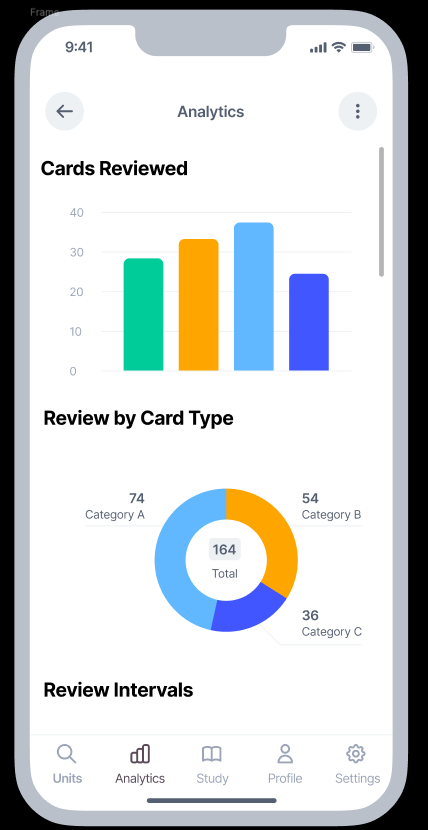 Frame
9:41
Analytics
Cards Reviewed
40
30
20
10
0
Review by Card Type
74
Category A
54
Category B
164
Total
36
Category C
Review Intervals
Units
Analytics
Study
Profile
Settings